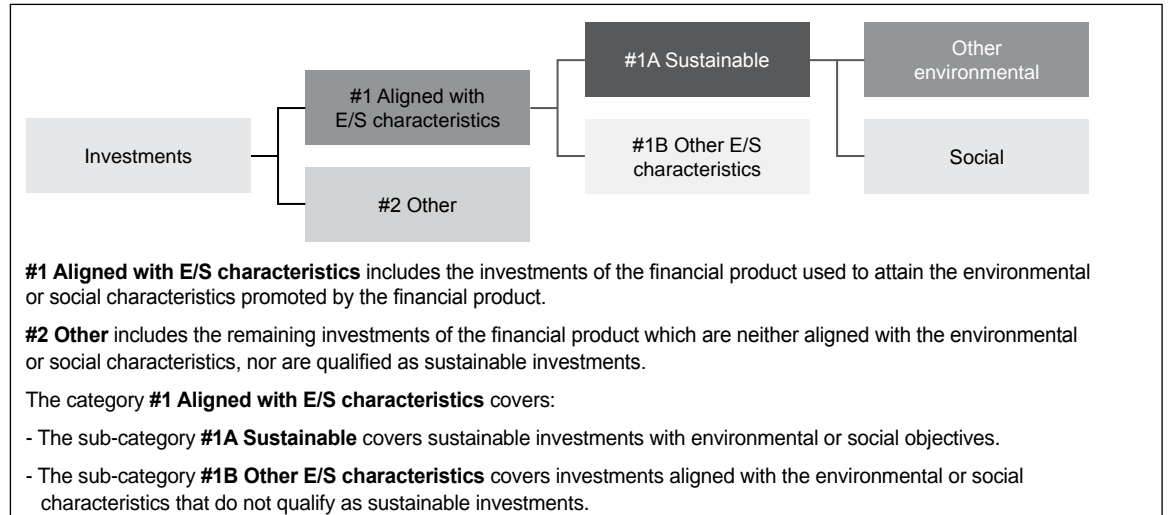 Investments
#1 Aligned with
E/S characteristics
#2 Other
#1A Sustainable
#1B Other E/S
characteristics
Other
environmental
Social
#1 Aligned with E/S characteristics includes the investments of the financial product used to attain the environmental
or social characteristics promoted by the financial product.
#2 Other includes the remaining investments of the financial product which are neither aligned with the environmental
or social characteristics, nor are qualified as sustainable investments.
The category #1 Aligned with E/S characteristics covers:
- The sub-category #1A Sustainable covers sustainable investments with environmental or social objectives.
- The sub-category #1B Other E/S characteristics covers investments aligned with the environmental or social
characteristics that do not qualify as sustainable investments.